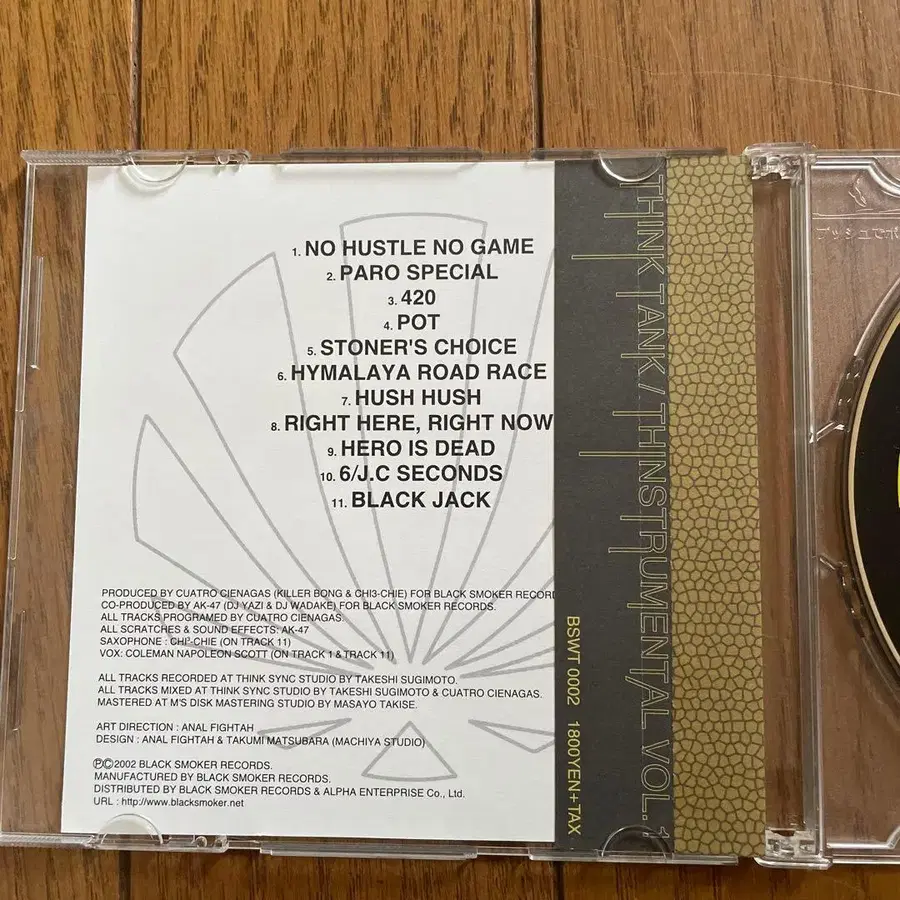 1. NO HUSTLE NO GAME
2. PARO SPECIAL
3. 420
4. POT
5. STONER'S CHOICE
6. HYMALAYA ROAD RACE
7. HUSH HUSH
8. RIGHT HERE, RIGHT NOW
9. HERO IS DEAD
10. 6/J.C SECONDS
11. BLACK JACK
PRODUCED BY CUATRO CIENAGAS (KILLER BONG & CHI3-CHIE) FOR BLACK SMOKER RECORD
CO-PRODUCED BY AK-47 (DJ YAZI & DJ WADAKE) FOR BLACK SMOKER RECORDS.
ALL TRACKS PROGRAMED BY CUATRO CIENAGAS.
ALL SCRATCHES & SOUND EFFECTS: AK-47
SAXOPHONE : CHI³-CHIE (ON TRACK 11)
VOX: COLEMAN NAPOLEON SCOTT (ON TRACK 1 & TRACK 11)
ALL TRACKS RECORDED AT THINK SYNC STUDIO BY TAKESHI SUGIMOTO.
ALL TRACKS MIXED AT THINK SYNC STUDIO BY TAKESHI SUGIMOTO & CUATRO CIENAGAS.
MASTERED AT M'S DISK MASTERING STUDIO BY MASAYO TAKISE.
ART DIRECTION : ANAL FIGHTAH
DESIGN : ANAL FIGHTAH & TAKUMI MATSUBARA (MACHIYA STUDIO)
℗©2002 BLACK SMOKER RECORDS.
MANUFACTURED BY BLACK SMOKER RECORDS.
DISTRIBUTED BY BLACK SMOKER RECORDS & ALPHA ENTERPRISE Co., Ltd.
URL : http://www.blacksmoker.net
THINK TANK / THINSTRUMENTAL VOL.:1
BSWT 0002 1800YEN+TAX